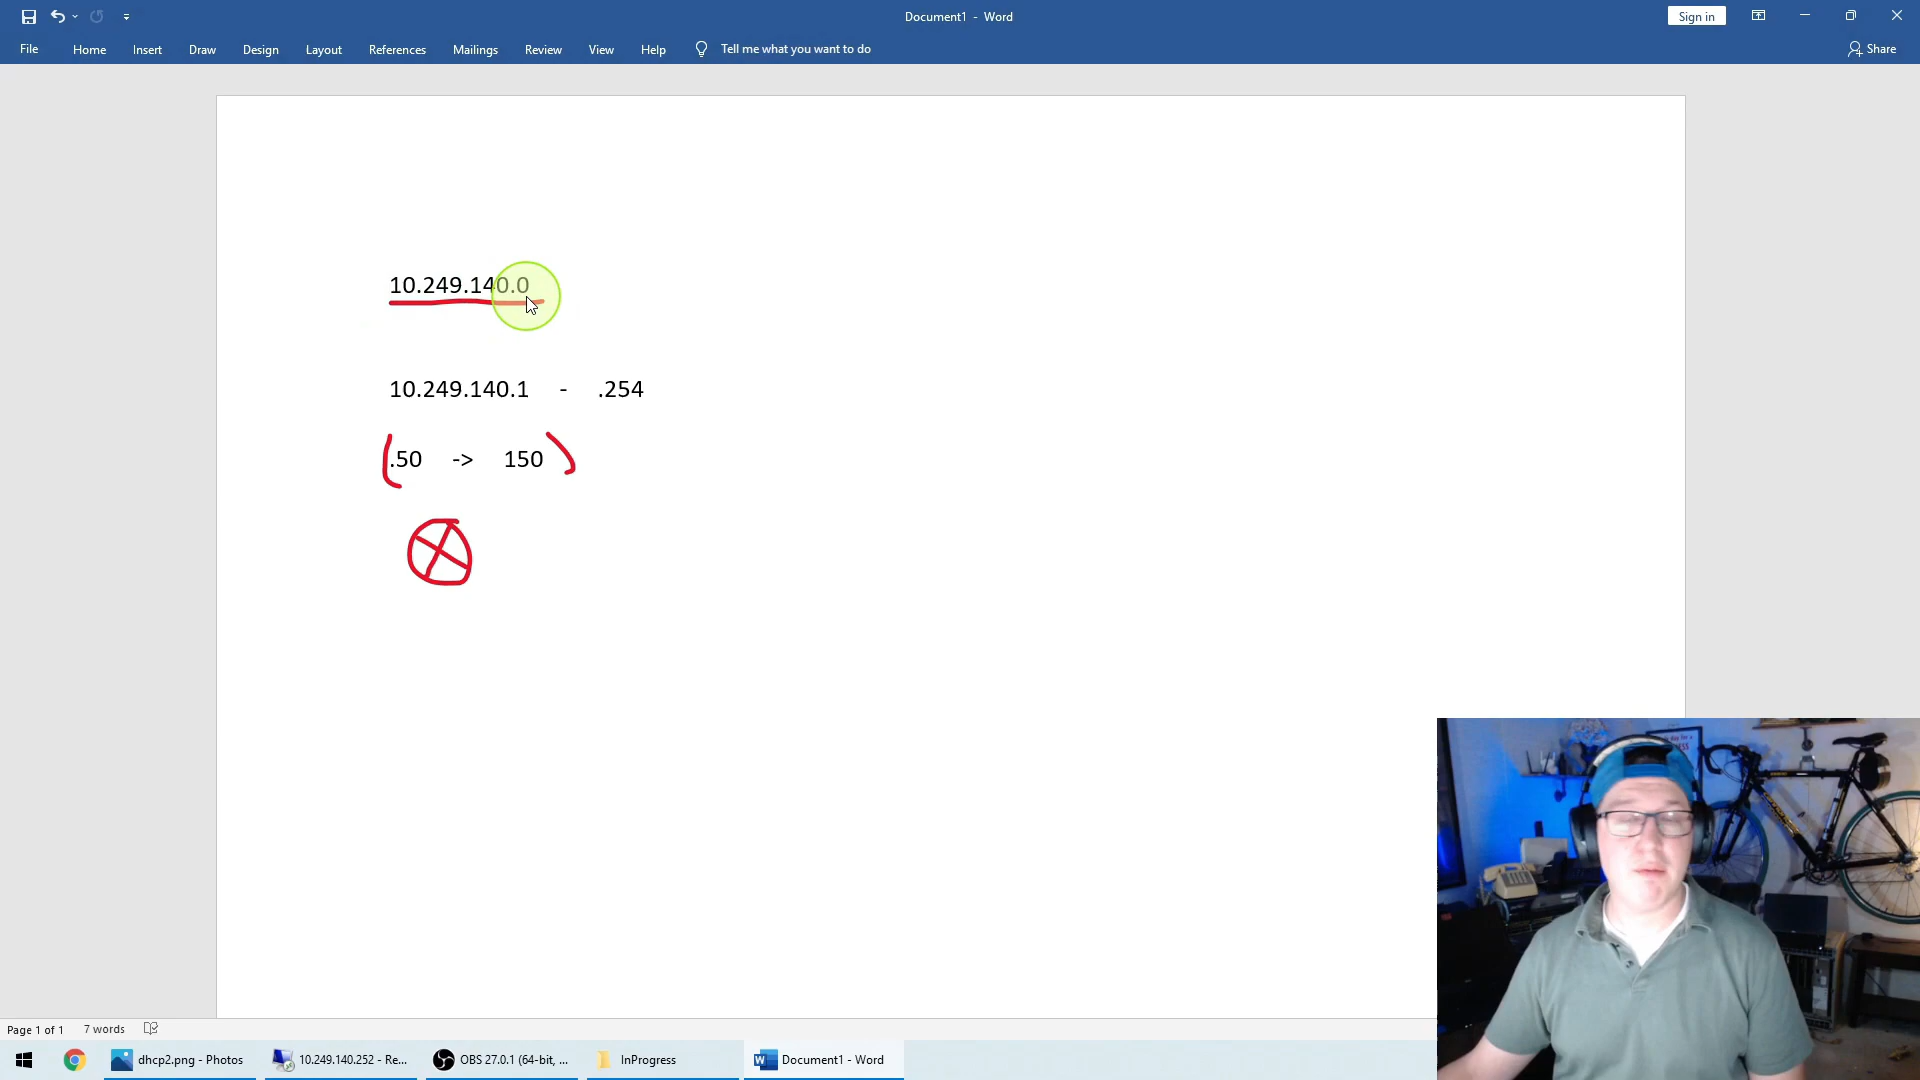 Document1 - Word
Sign in
File Home Insert Draw Design Layout References Mailings Review View Help Tell me what you want to do
Share
10.249.140.0
10.249.140.1 - .254
.50 -> 150
Page 1 of 1 7 words
dhcp2.png - Photos 10.249.140.252 - Re... OBS 27.0.1 (64-bit, ... InProgress Document1 - Word